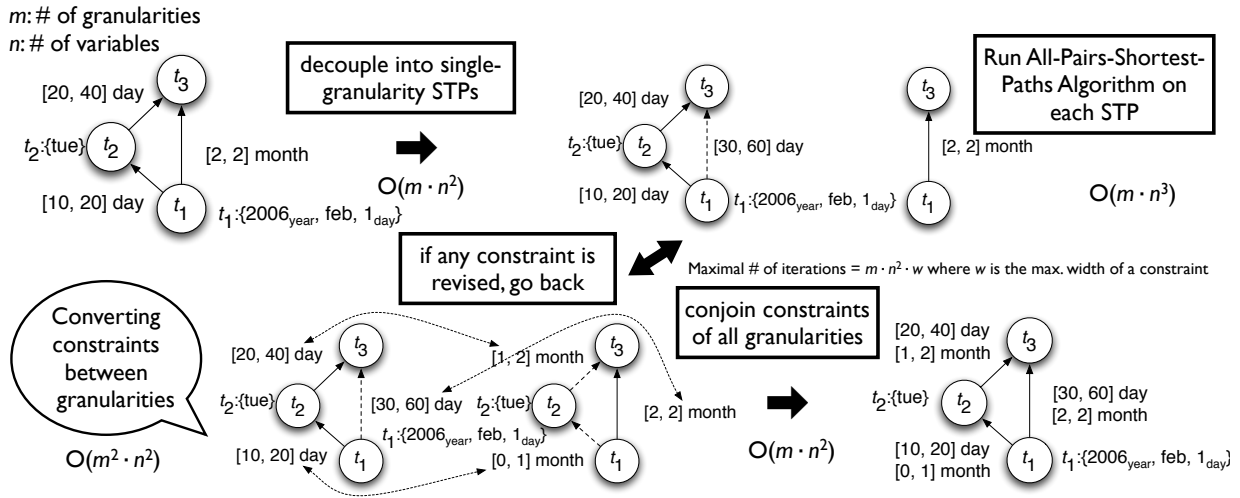 m: # of granularities
n: # of variables
t3
[20, 40] day
t2:{tue}
t2
[2, 2] month
[10, 20] day
t1
t1:{2006year, feb, 1day}
decouple into single-
granularity STPs
O(m · n²)
t3
[20, 40] day
t2:{tue}
t2
[30, 60] day
[10, 20] day
t1
t1:{2006year, feb, 1day}
t3
[2, 2] month
t1
Run All-Pairs-Shortest-
Paths Algorithm on
each STP
O(m · n³)
if any constraint is
revised, go back
Maximal # of iterations = m · n² · w where w is the max. width of a constraint
Converting
constraints
between
granularities
O(m² · n²)
t3
[20, 40] day
t2:{tue}
t2
[30, 60] day
t1:{2006year, feb, 1day}
[10, 20] day
t1
t3
[1, 2] month
t2:{tue}
t2
[2, 2] month
[0, 1] month
t1
conjoin constraints
of all granularities
O(m · n²)
[20, 40] day
[1, 2] month
t3
t2:{tue}
t2
[30, 60] day
[2, 2] month
[10, 20] day
[0, 1] month
t1
t1:{2006year, feb, 1day}